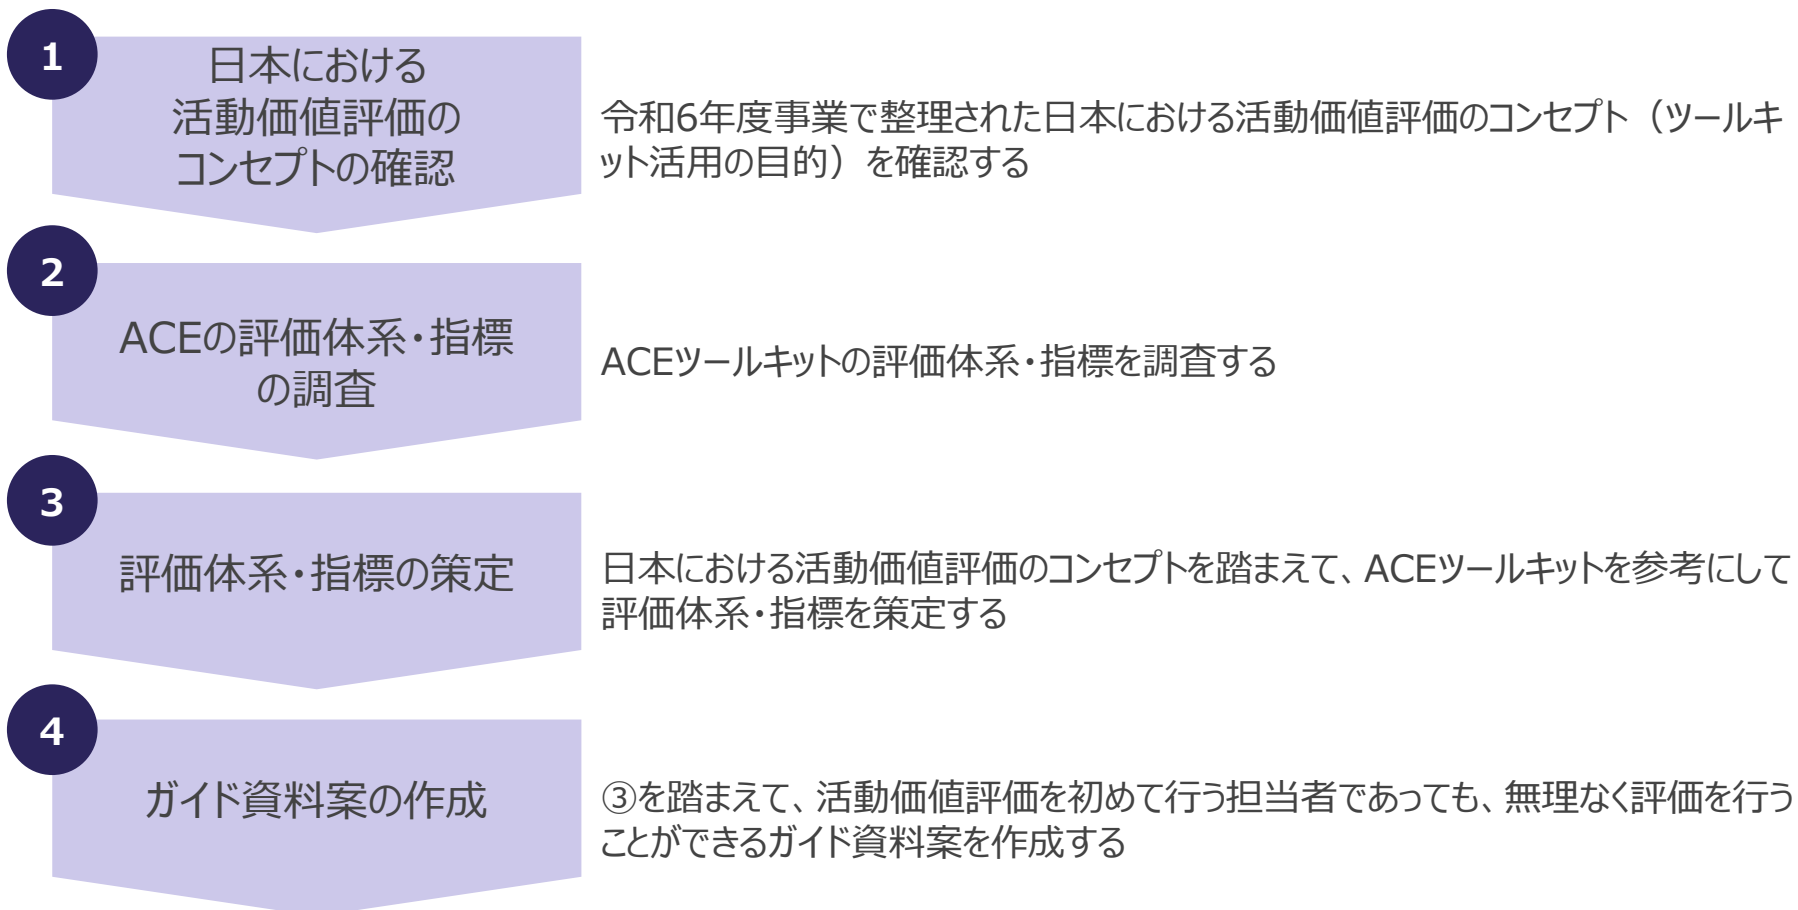 1
日本における
活動価値評価の
コンセプトの確認
令和6年度事業で整理された日本における活動価値評価のコンセプト（ツールキ
ット活用の目的）を確認する
2
ACEの評価体系・指標
の調査
ACEツールキットの評価体系・指標を調査する
3
評価体系・指標の策定
日本における活動価値評価のコンセプトを踏まえて、ACEツールキットを参考にして
評価体系・指標を策定する
4
ガイド資料案の作成
③を踏まえて、活動価値評価を初めて行う担当者であっても、無理なく評価を行う
ことができるガイド資料案を作成する